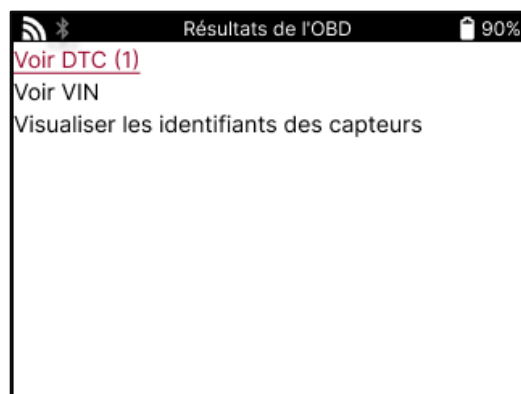 Résultats de l'OBD 90%
Voir DTC (1)
Voir VIN
Visualiser les identifiants des capteurs